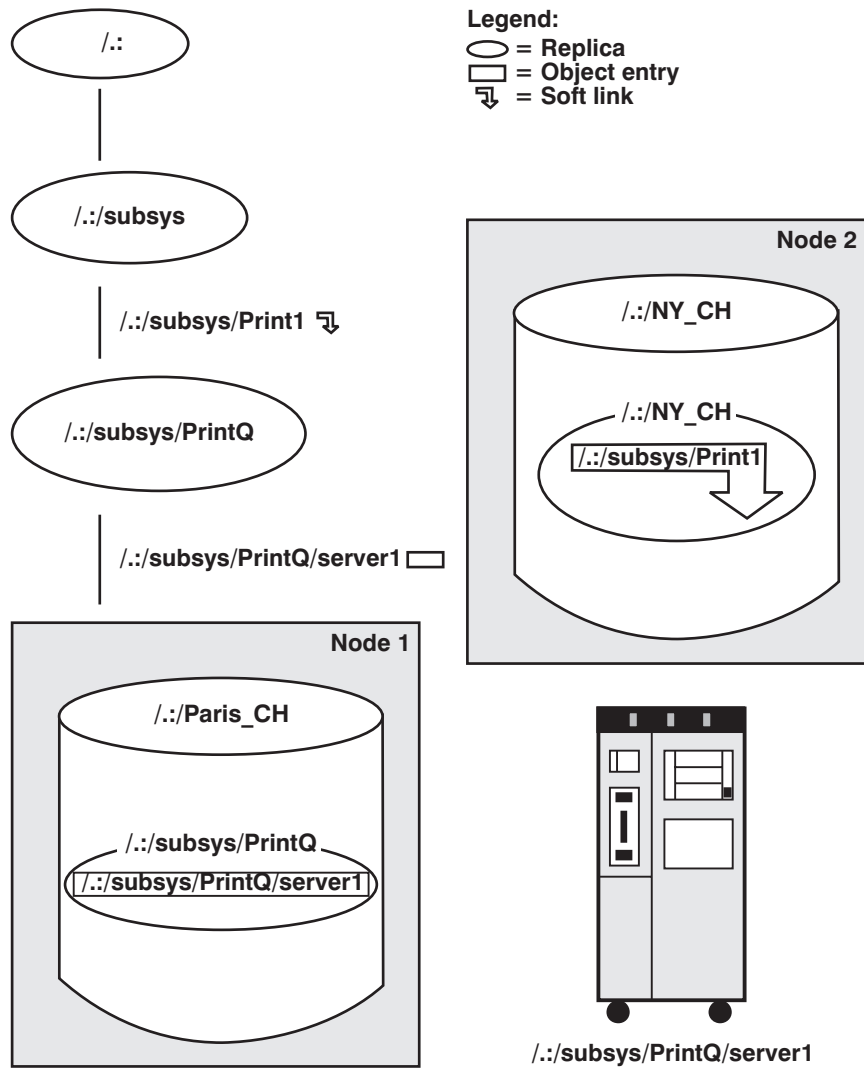 /.:
Legend:
= Replica
= Object entry
= Soft link
/.:/subsys
/.:/subsys/Print1
/.:/subsys/PrintQ
/.:/subsys/PrintQ/server1
Node 2
/.:/NY_CH
/.:/NY_CH
/.:/subsys/Print1
Node 1
/.:/Paris_CH
/.:/subsys/PrintQ
/.:/subsys/PrintQ/server1
/.:/subsys/PrintQ/server1